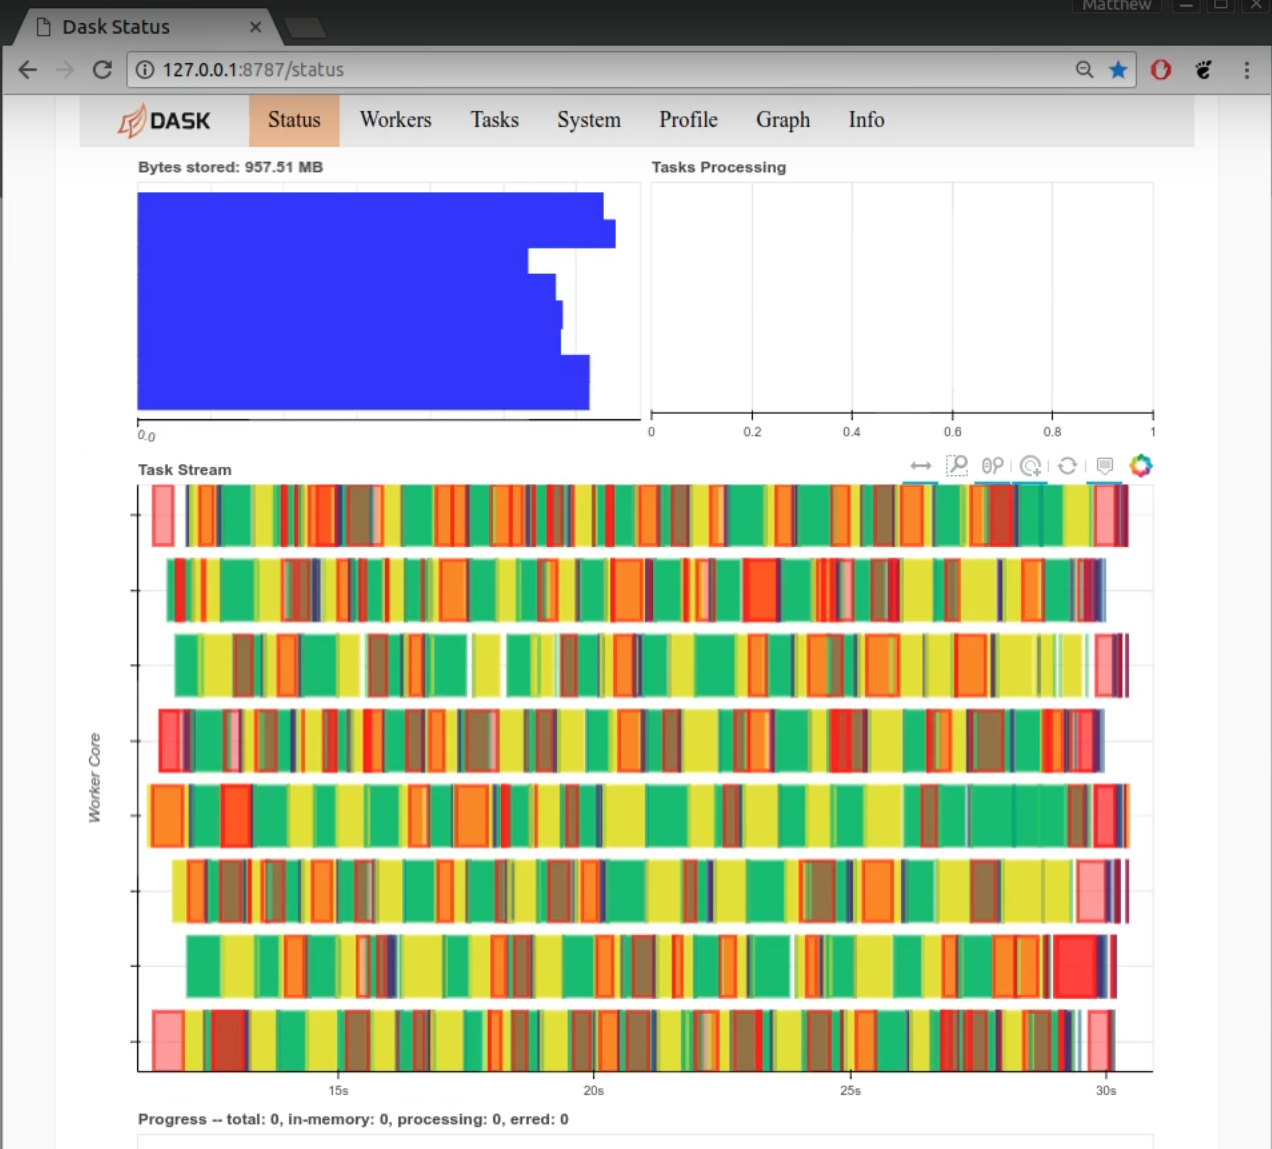 Matthew
Dask Status
127.0.0.1:8787/status
DASK Status Workers Tasks System Profile Graph Info
Bytes stored: 957.51 MB
Tasks Processing
0.0
0 0.2 0.4 0.6 0.8 1
Task Stream
Worker Core
15s 20s 25s 30s
Progress -- total: 0, in-memory: 0, processing: 0, erred: 0